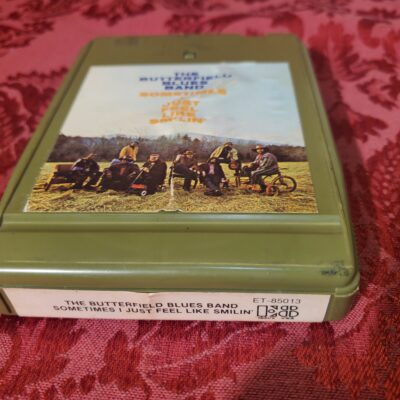 THE
BUTTERFIELD
BLUES
BAND
SOMETIMES
I JUST
FEEL
LIKE
SMILIN'
THE BUTTERFIELD BLUES BAND
SOMETIMES I JUST FEEL LIKE SMILIN'
ET-85013